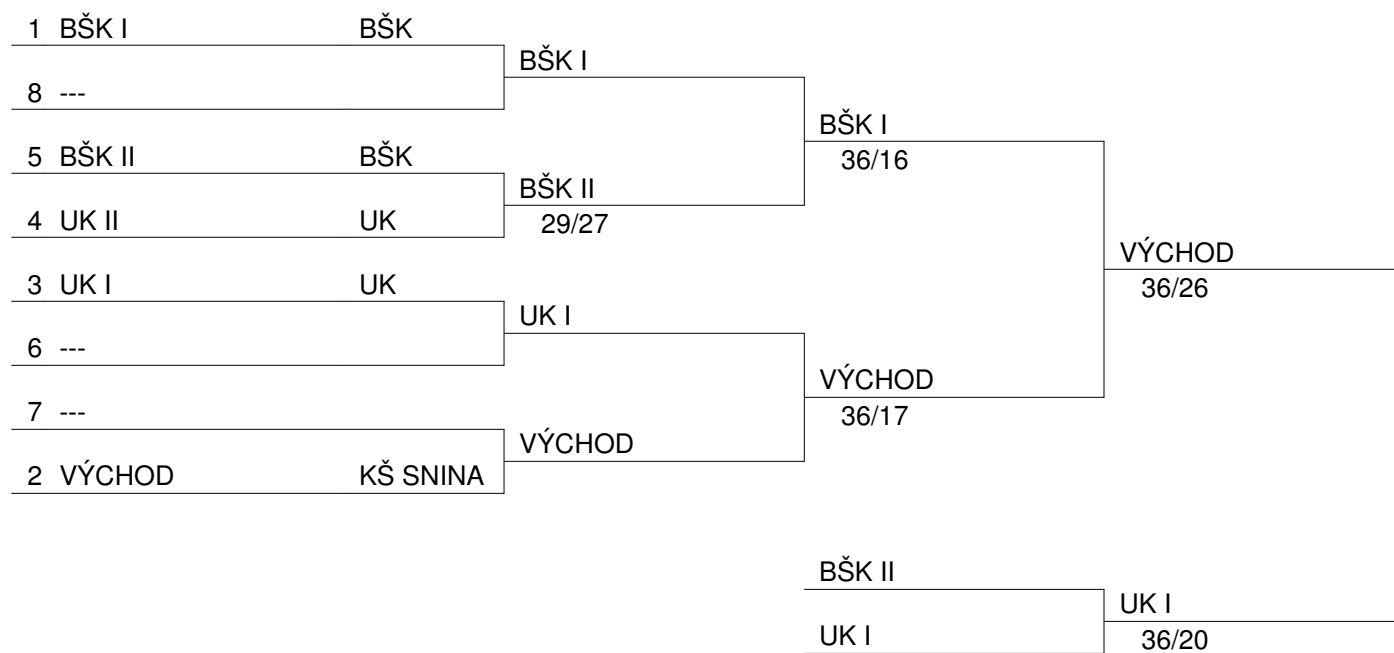 1 BŠK I BŠK
BŠK I
8 ---
BŠK I
36/16
5 BŠK II BŠK
BŠK II
29/27
4 UK II UK
VÝCHOD
36/26
3 UK I UK
UK I
6 ---
VÝCHOD
36/17
7 ---
VÝCHOD
2 VÝCHOD KŠ SNINA
BŠK II
UK I
36/20
UK I